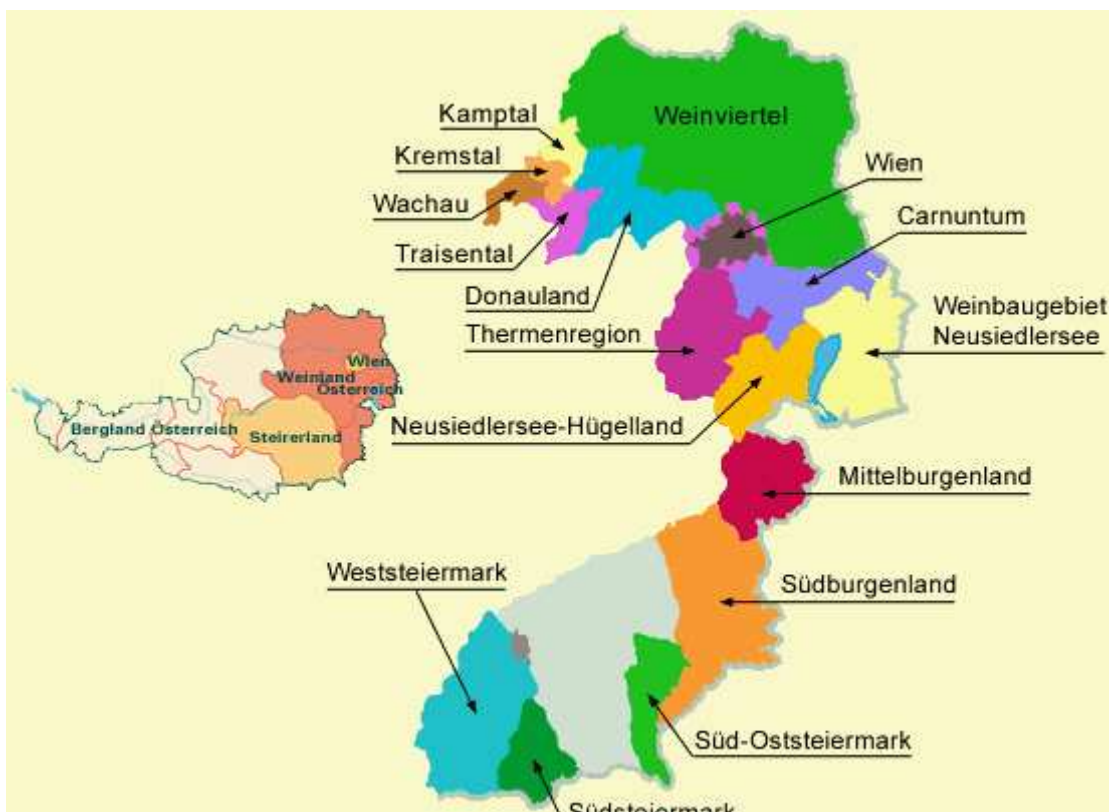 Weinviertel
Kamptal
Kremstal
Wachau
Traisental
Donauland
Thermenregion
Wien
Carnuntum
Weinbaugebiet
Neusiedlersee
Neusiedlersee-Hügelland
Mittelburgenland
Weststeiermark
Südburgenland
Süd-Oststeiermark
Südsteiermark
Wien
Weinland
Österreich
Bergland Österreich
Steirerland